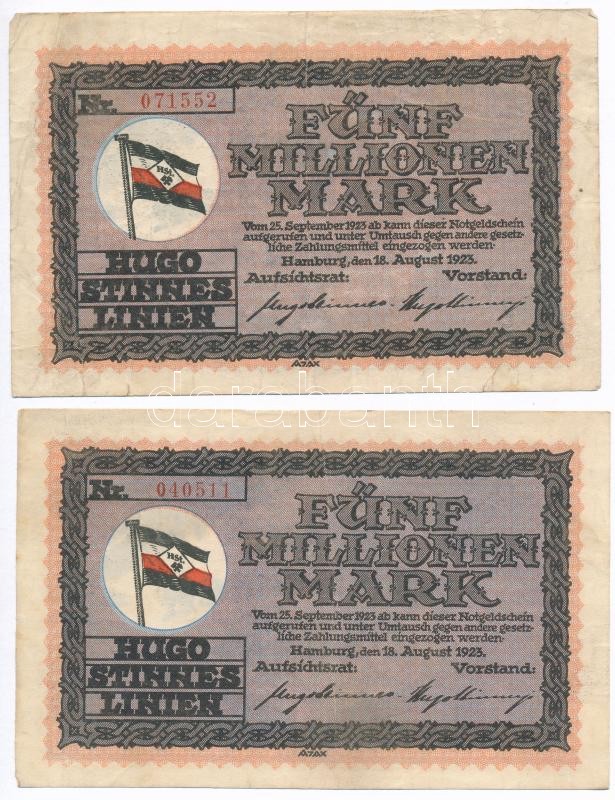 Nr. 071552
FÜNF
MILLIONEN
MARK
Vom 25. September 1923 ab kann dieser Notgeldschein
aufgerufen und unter Umtausch gegen andere gesetz-
liche Zahlungsmittel eingezogen werden.
Hamburg, den 18. August 1923.
Aufsichtsrat: Vorstand:
HSL
HUGO
STINNES
LINIEN
AJAX
darabanth
Nr. 040511
FÜNF
MILLIONEN
MARK
Vom 25. September 1923 ab kann dieser Notgeldschein
aufgerufen und unter Umtausch gegen andere gesetz-
liche Zahlungsmittel eingezogen werden.
Hamburg, den 18. August 1923.
Aufsichtsrat: Vorstand:
HSL
HUGO
STINNES
LINIEN
AJAX